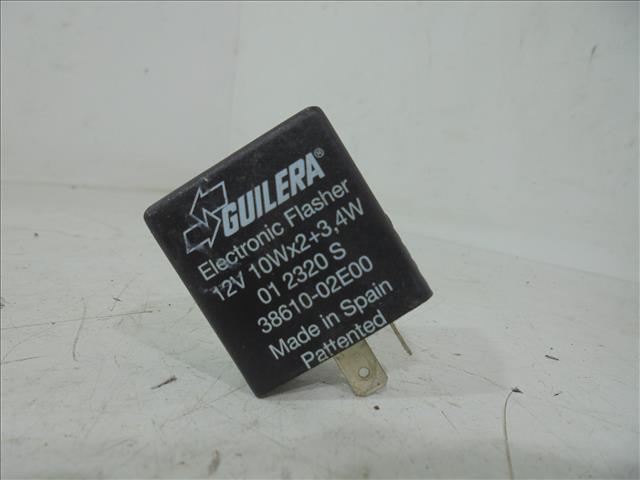 GUILERA®
Electronic Flasher
12V 10Wx2+3,4W
01 2320 S
38610-02E00
Made in Spain
Pattented